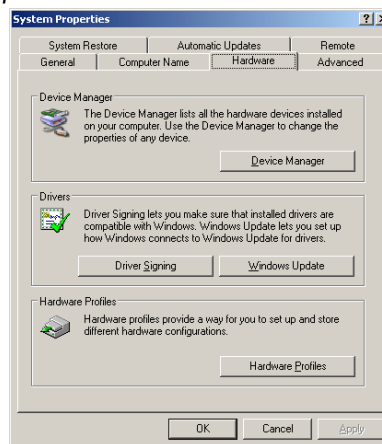 System Properties
System Restore Automatic Updates Remote
General Computer Name Hardware Advanced
Device Manager
The Device Manager lists all the hardware devices installed
on your computer. Use the Device Manager to change the
properties of any device.
Device Manager
Drivers
Driver Signing lets you make sure that installed drivers are
compatible with Windows. Windows Update lets you set up
how Windows connects to Windows Update for drivers.
Driver Signing Windows Update
Hardware Profiles
Hardware profiles provide a way for you to set up and store
different hardware configurations.
Hardware Profiles
OK Cancel Apply